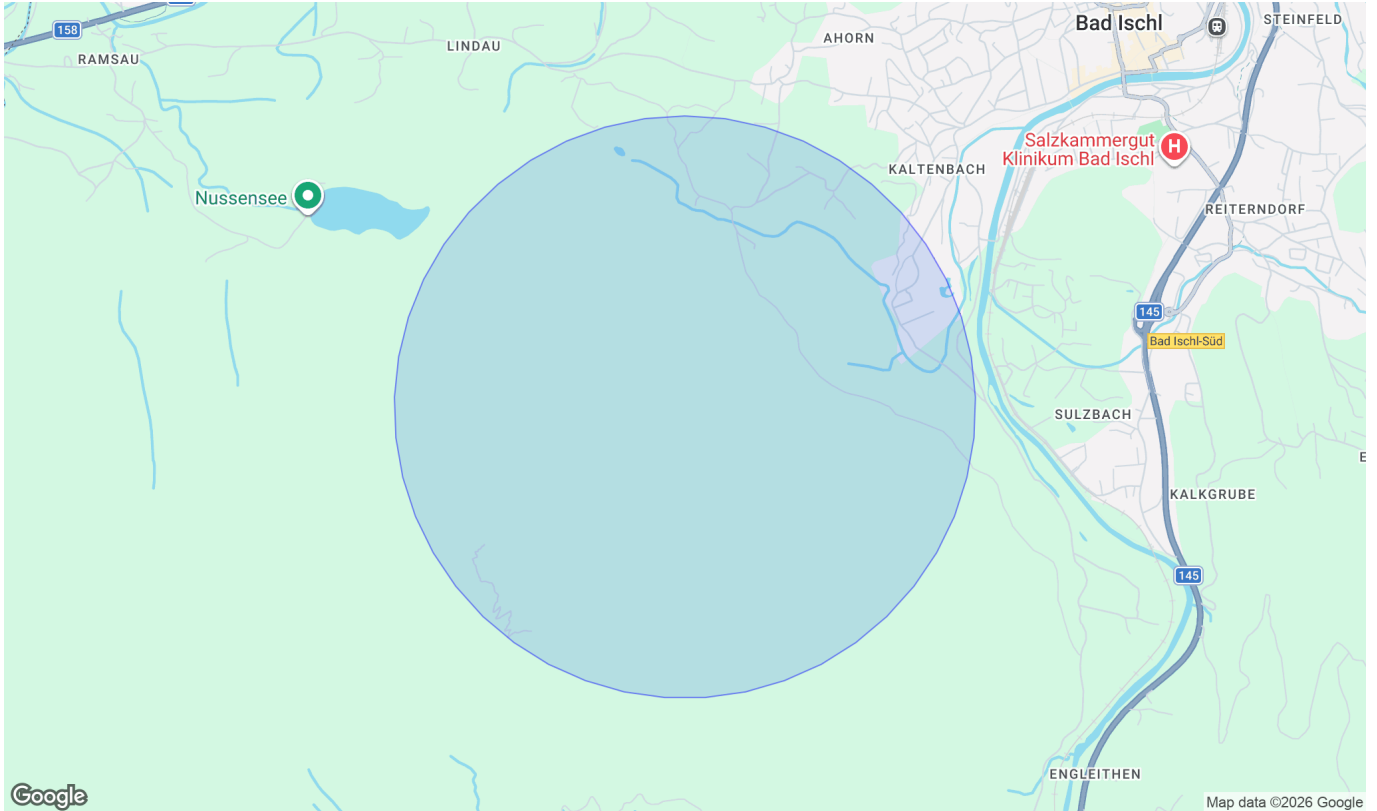 158
RAMSAU
LINDAU
AHORN
Bad Ischl
STEINFELD
Salzkammergut
Klinikum Bad Ischl
H
KALTENBACH
Nussensee
REITERNDORF
145
Bad Ischl-Süd
SULZBACH
KALKGRUBE
145
ENGLEITHEN
Google
Map data ©2026 Google